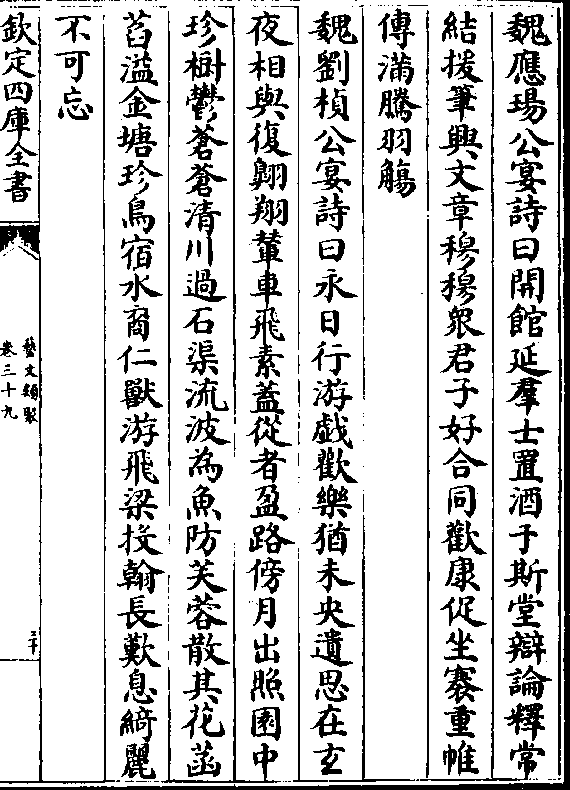 魏應瑒公宴詩曰開館延羣士置酒于斯堂辯論釋常
結援筆興文章穆穆衆君子好合同歡康促坐褰重帷
傳滿騰羽觴
魏劉楨公宴詩曰永日行游戲歡樂猶未央遺思在玄
夜相與復翺翔輦車飛素蓋從者盈路傍月出照園中
珍樹鬱蒼蒼清川過石渠流波為魚防芙蓉散其花菡
萏溢金塘珍鳥宿水裔仁獸游飛梁投翰長歎息綺麗
不可忘
欽定四庫全書
藝文類聚
卷三十九
二十